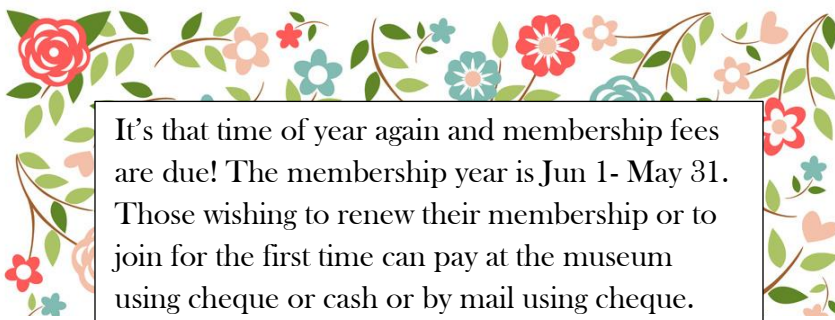 It’s that time of year again and membership fees
are due! The membership year is Jun 1- May 31.
Those wishing to renew their membership or to
join for the first time can pay at the museum
using cheque or cash or by mail using cheque.